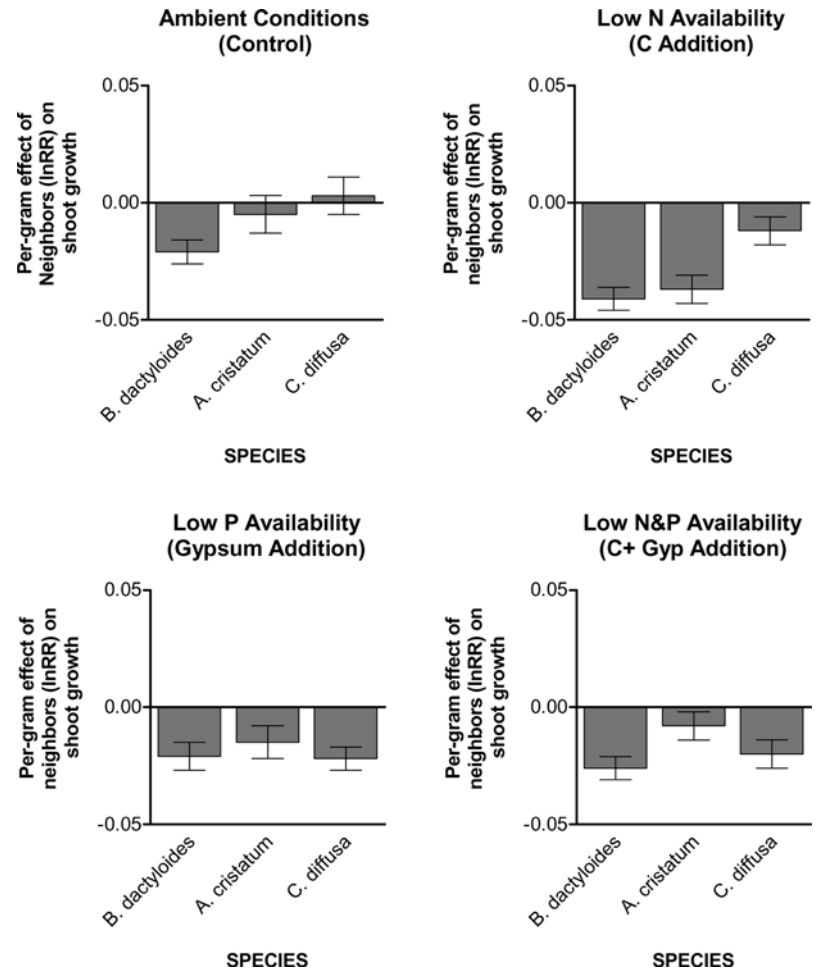 Ambient Conditions
(Control)
Per-gram effect of
Neighbors (lnRR) on
shoot growth
0.05
0.00
-0.05
B. dactyloides
A. cristatum
C. diffusa
SPECIES
Low N Availability
(C Addition)
Per-gram effect of
neighbors (lnRR) on
shoot growth
0.05
0.00
-0.05
B. dactyloides
A. cristatum
C. diffusa
SPECIES
Low P Availability
(Gypsum Addition)
Per-gram effect of
neighbors (lnRR) on
shoot growth
0.05
0.00
-0.05
B. dactyloides
A. cristatum
C. diffusa
SPECIES
Low N&P Availability
(C+ Gyp Addition)
Per-gram effect of
neighbors (lnRR) on
shoot growth
0.05
0.00
-0.05
B. dactyloides
A. cristatum
C. diffusa
SPECIES